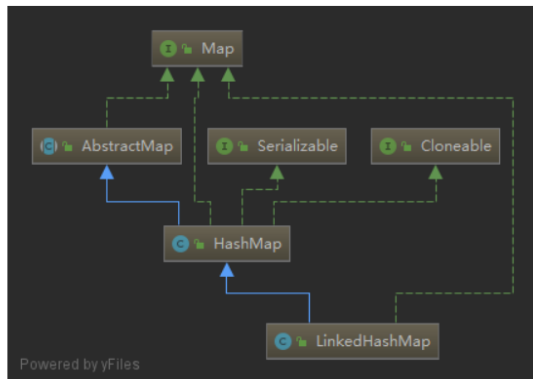 I Map
C AbstractMap
I Serializable
I Cloneable
C HashMap
C LinkedHashMap
Powered by yFiles